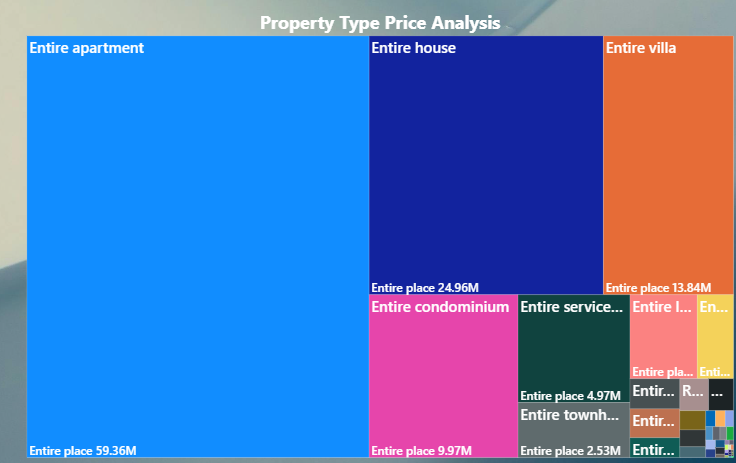 Property Type Price Analysis
Entire apartment
Entire place 59.36M
Entire house
Entire place 24.96M
Entire villa
Entire place 13.84M
Entire condominium
Entire place 9.97M
Entire service...
Entire place 4.97M
Entire townh...
Entire place 2.53M
Entire l...
Entire pla...
En...
Enti...
Entir...
R...
...
Entir...
Entir...